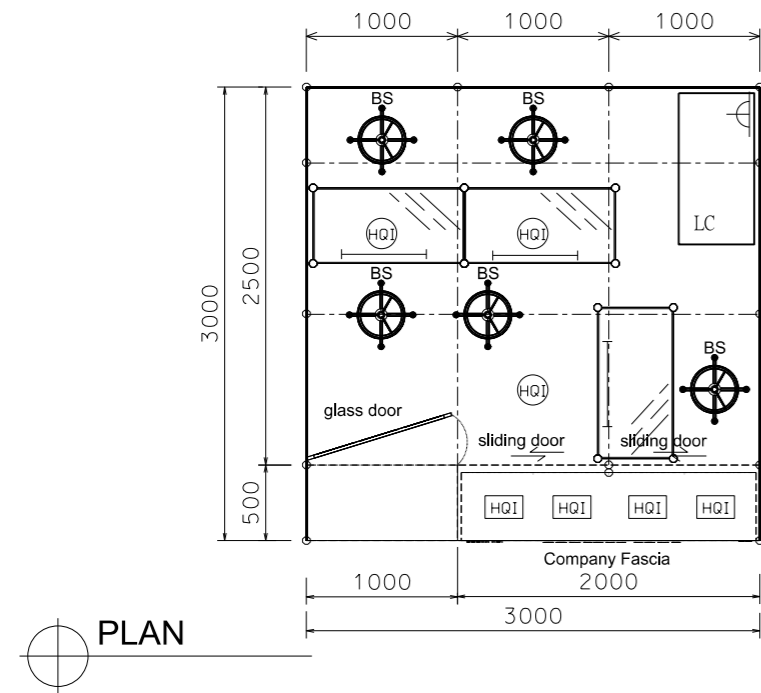 1000 1000 1000
BS BS
LC
HQI HQI
2500
3000
BS BS
BS
HQI
glass door
sliding door sliding door
500
HQI HQI HQI HQI
Company Fascia
1000 2000
3000
PLAN